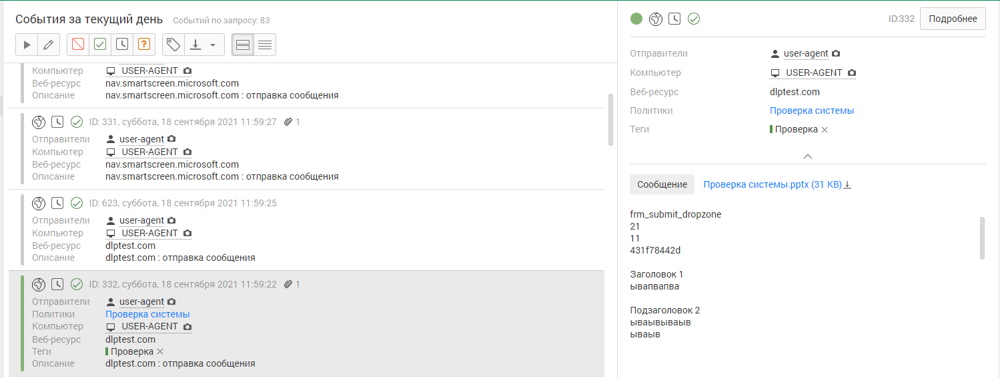 События за текущий день Событий по запросу: 83
Компьютер USER-AGENT
Веб-ресурс nav.smartscreen.microsoft.com
Описание nav.smartscreen.microsoft.com : отправка сообщения
ID: 331, суббота, 18 сентября 2021 11:59:27 1
Отправители user-agent
Компьютер USER-AGENT
Веб-ресурс nav.smartscreen.microsoft.com
Описание nav.smartscreen.microsoft.com : отправка сообщения
ID: 623, суббота, 18 сентября 2021 11:59:25
Отправители user-agent
Компьютер USER-AGENT
Веб-ресурс dlptest.com
Описание dlptest.com : отправка сообщения
ID: 332, суббота, 18 сентября 2021 11:59:22 1
Отправители user-agent
Политики Проверка системы
Компьютер USER-AGENT
Веб-ресурс dlptest.com
Теги Проверка
Описание dlptest.com : отправка сообщения
ID:332 Подробнее
Отправители user-agent
Компьютер USER-AGENT
Веб-ресурс dlptest.com
Политики Проверка системы
Теги Проверка
Сообщение Проверка системы.pptx (31 KB)
frm_submit_dropzone
21
11
431f78442d
Заголовок 1
ывапвапва
Подзаголовок 2
ываывываыв
ываыв